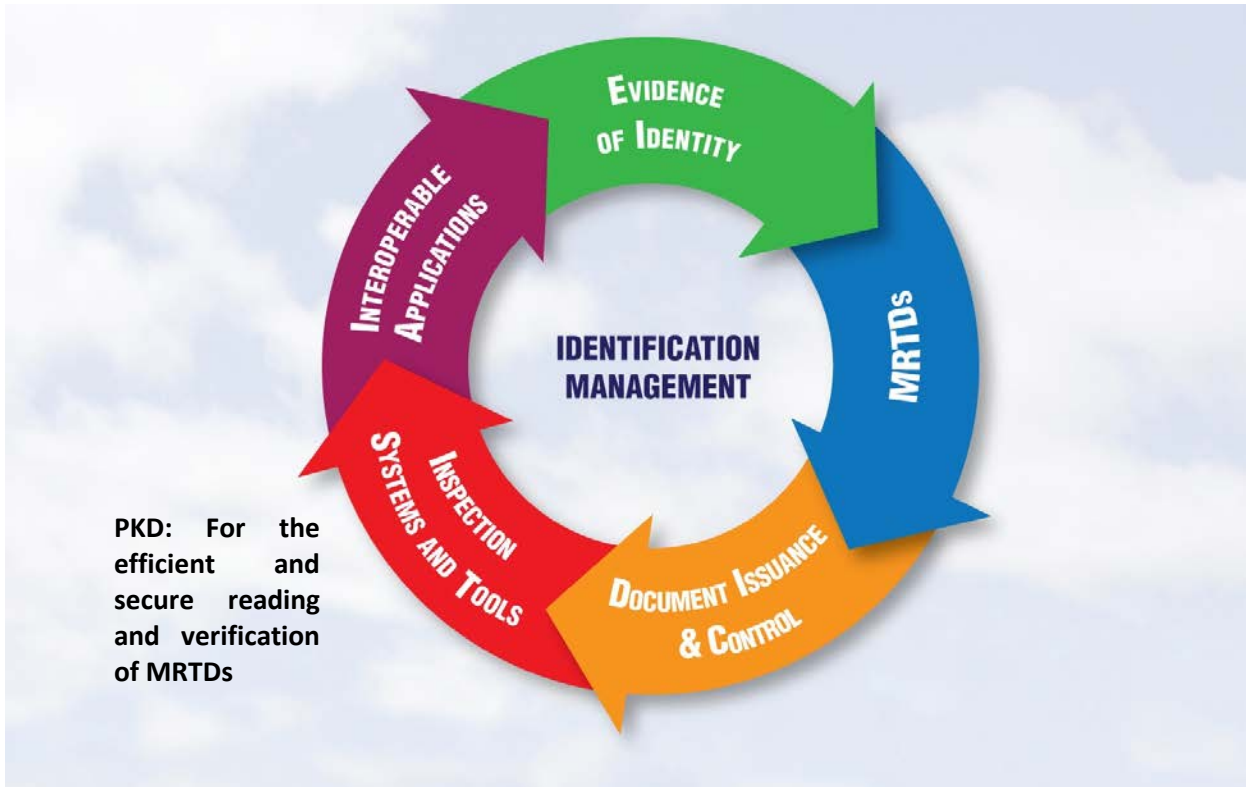 EVIDENCE
OF IDENTITY
MRTDs
DOCUMENT ISSUANCE
& CONTROL
INSPECTION
SYSTEMS AND TOOLS
INTEROPERABLE
APPLICATIONS
IDENTIFICATION
MANAGEMENT
PKD: For the
efficient and
secure reading
and verification
of MRTDs